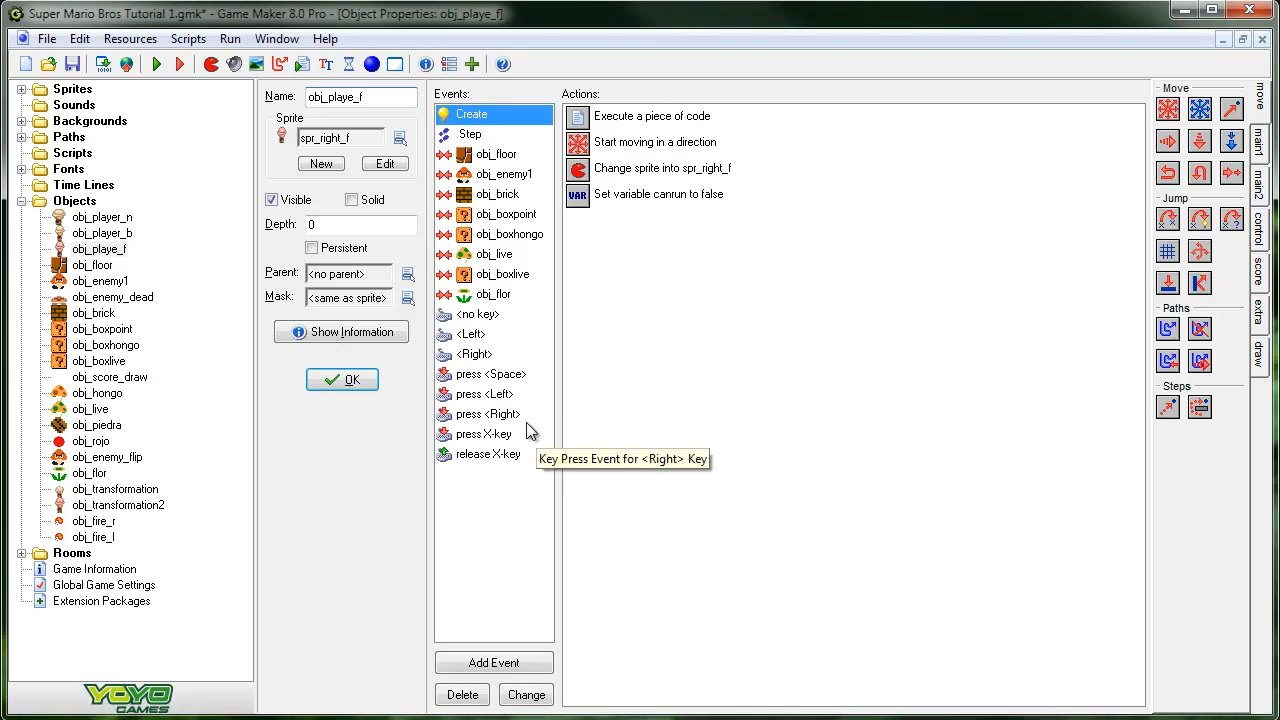 Super Mario Bros Tutorial 1.gmk* - Game Maker 8.0 Pro - [Object Properties: obj_playe_f]
File Edit Resources Scripts Run Window Help
Sprites
Sounds
Backgrounds
Paths
Scripts
Fonts
Time Lines
Objects
obj_player_n
obj_player_b
obj_playe_f
obj_floor
obj_enemy1
obj_enemy_dead
obj_brick
obj_boxpoint
obj_boxhongo
obj_boxlive
obj_score_draw
obj_hongo
obj_live
obj_piedra
obj_rojo
obj_enemy_flip
obj_flor
obj_transformation
obj_transformation2
obj_fire_r
obj_fire_l
Rooms
Game Information
Global Game Settings
Extension Packages
YOYO
GAMES
Name: obj_playe_f
Sprite
spr_right_f
New Edit
Visible Solid
Depth: 0
Persistent
Parent: <no parent>
Mask: <same as sprite>
Show Information
OK
Events:
Create
Step
obj_floor
obj_enemy1
obj_brick
obj_boxpoint
obj_boxhongo
obj_live
obj_boxlive
obj_flor
<no key>
<Left>
<Right>
press <Space>
press <Left>
press <Right>
press X-key
release X-key
Key Press Event for <Right> Key
Add Event
Delete Change
Actions:
Execute a piece of code
Start moving in a direction
Change sprite into spr_right_f
VAR Set variable canrun to false
Move
Jump
Paths
Steps
move
main1
main2
control
score
extra
draw